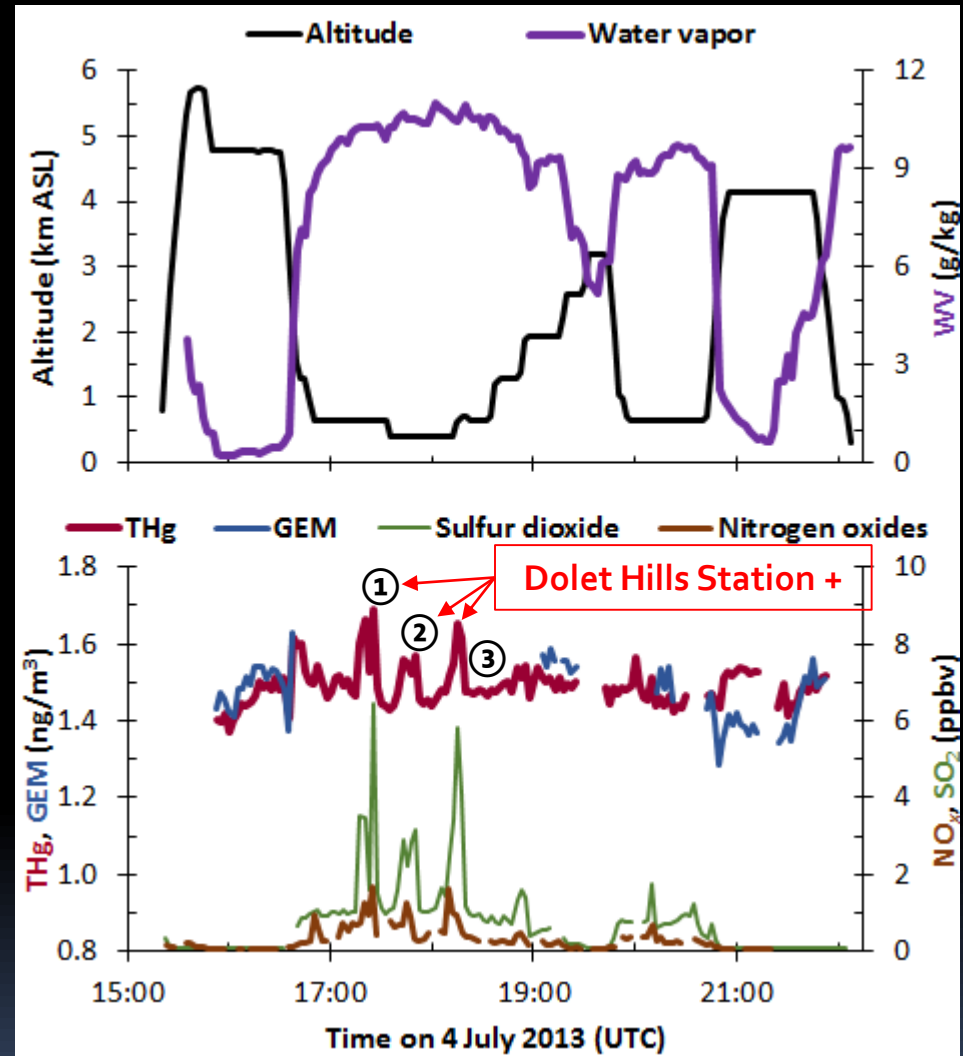 Altitude Water vapor
6 12
5
4 9
3 6
2
1 3
0 0
Altitude (km ASL)
WV (g/kg)
THg GEM Sulfur dioxide Nitrogen oxides
1.8 10
① Dolet Hills Station +
1.6 ② 8
③
1.4 6
1.2 4
1.0 2
0.8 0
THg, GEM (ng/m³)
NOₓ, SO₂ (ppbv)
15:00 17:00 19:00 21:00
Time on 4 July 2013 (UTC)